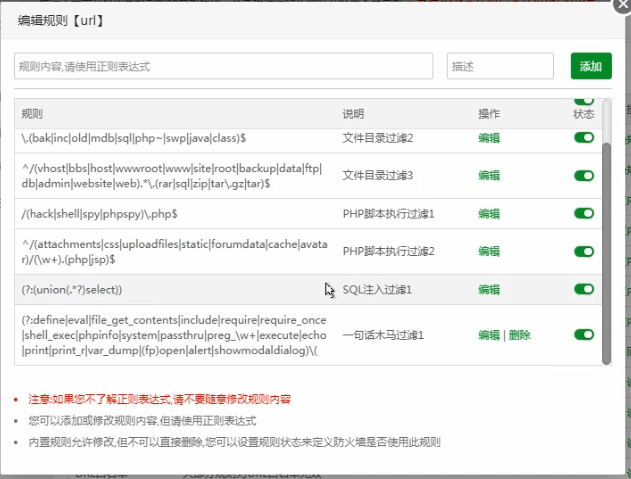 编辑规则【url】
规则内容,请使用正则表达式 描述 添加
规则 说明 操作 状态
\.(bak|inc|old|mdb|sql|php~|swp|java|class)$ 文件目录过滤2 编辑
^/(vhost|bbs|host|wwwroot|www|site|root|backup|data|ftp|
db|admin|website|web).*\.(rar|sql|zip|tar\.gz|tar)$ 文件目录过滤3 编辑
/(hack|shell|spy|phpspy)\.php$ PHP脚本执行过滤1 编辑
^/(attachments|css|uploadfiles|static|forumdata|cache|avata
r)/(\w+).(php|jsp)$ PHP脚本执行过滤2 编辑
(?:(union(.*?)select)) SQL注入过滤1 编辑
(?:define|eval|file_get_contents|include|require|require_once
|shell_exec|phpinfo|system|passthru|preg_\w+|execute|echo 一句话木马过滤1 编辑 | 删除
|print|print_r|var_dump|(fp)open|alert|showmodaldialog)\(
注意:如果您不了解正则表达式,请不要随意修改规则内容
您可以添加或修改规则内容,但请使用正则表达式
内置规则允许修改,但不可以直接删除,您可以设置规则状态来定义防火墙是否使用此规则